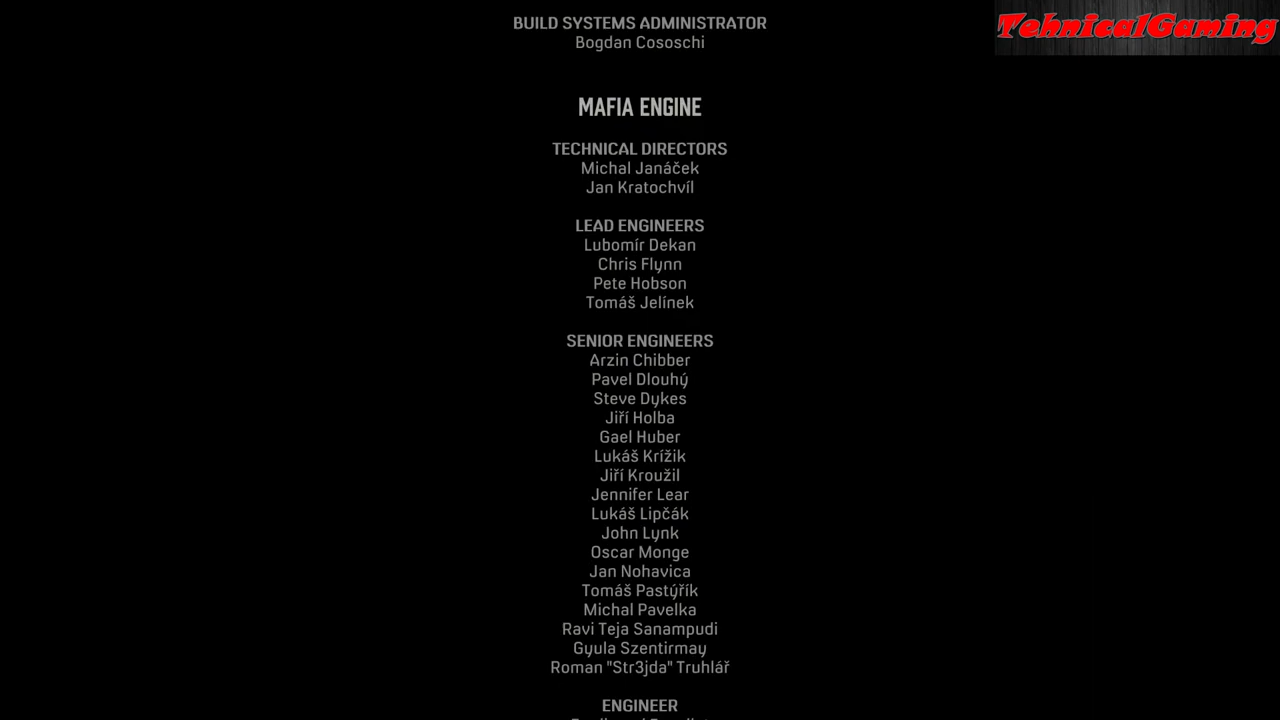 BUILD SYSTEMS ADMINISTRATOR
Bogdan Cososchi
TehnicalGaming
MAFIA ENGINE
TECHNICAL DIRECTORS
Michal Janáček
Jan Kratochvíl
LEAD ENGINEERS
Lubomír Dekan
Chris Flynn
Pete Hobson
Tomáš Jelínek
SENIOR ENGINEERS
Arzin Chibber
Pavel Dlouhý
Steve Dykes
Jiří Holba
Gael Huber
Lukáš Krížik
Jiří Kroužil
Jennifer Lear
Lukáš Lipčák
John Lynk
Oscar Monge
Jan Nohavica
Tomáš Pastýřík
Michal Pavelka
Ravi Teja Sanampudi
Gyula Szentirmay
Roman "Str3jda" Truhlář
ENGINEER